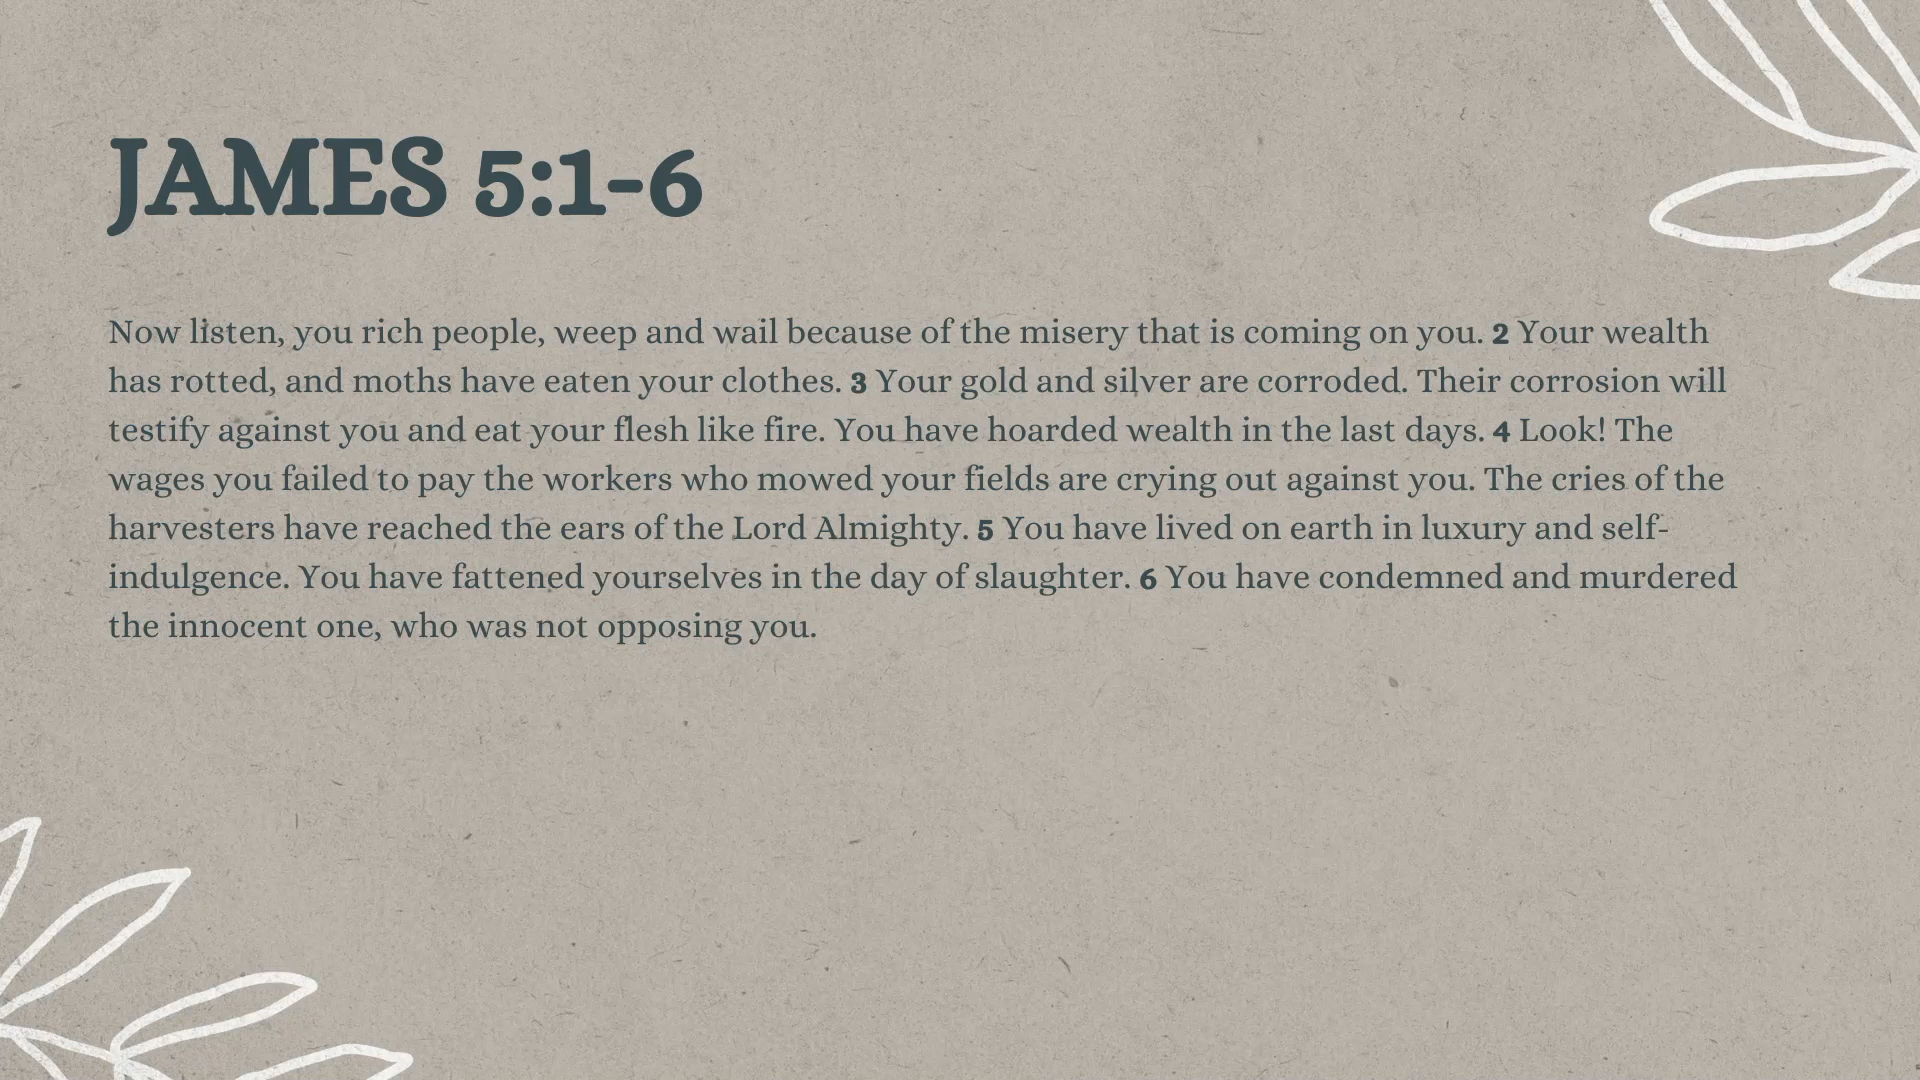 JAMES 5:1-6
Now listen, you rich people, weep and wail because of the misery that is coming on you. 2 Your wealth
has rotted, and moths have eaten your clothes. 3 Your gold and silver are corroded. Their corrosion will
testify against you and eat your flesh like fire. You have hoarded wealth in the last days. 4 Look! The
wages you failed to pay the workers who mowed your fields are crying out against you. The cries of the
harvesters have reached the ears of the Lord Almighty. 5 You have lived on earth in luxury and self-
indulgence. You have fattened yourselves in the day of slaughter. 6 You have condemned and murdered
the innocent one, who was not opposing you.